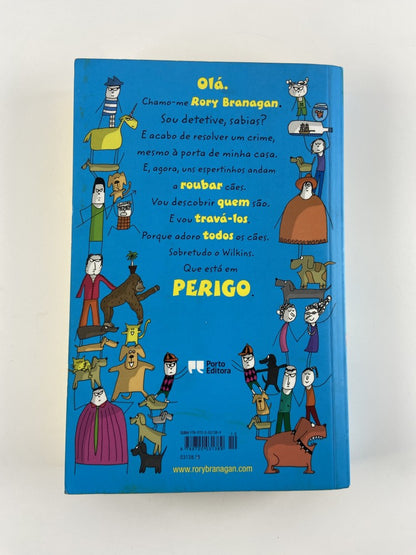 Olá.
Chamo-me Rory Branagan.
Sou detetive, sabias?
E acabo de resolver um crime,
mesmo à porta de minha casa.
E, agora, uns espertinhos andam
a roubar cães.
Vou descobrir quem são.
E vou travá-los
Porque adoro todos os cães.
Sobretudo o Wilkins.
Que está em
PERIGO.
Porto
Editora
www.rorybranagan.com